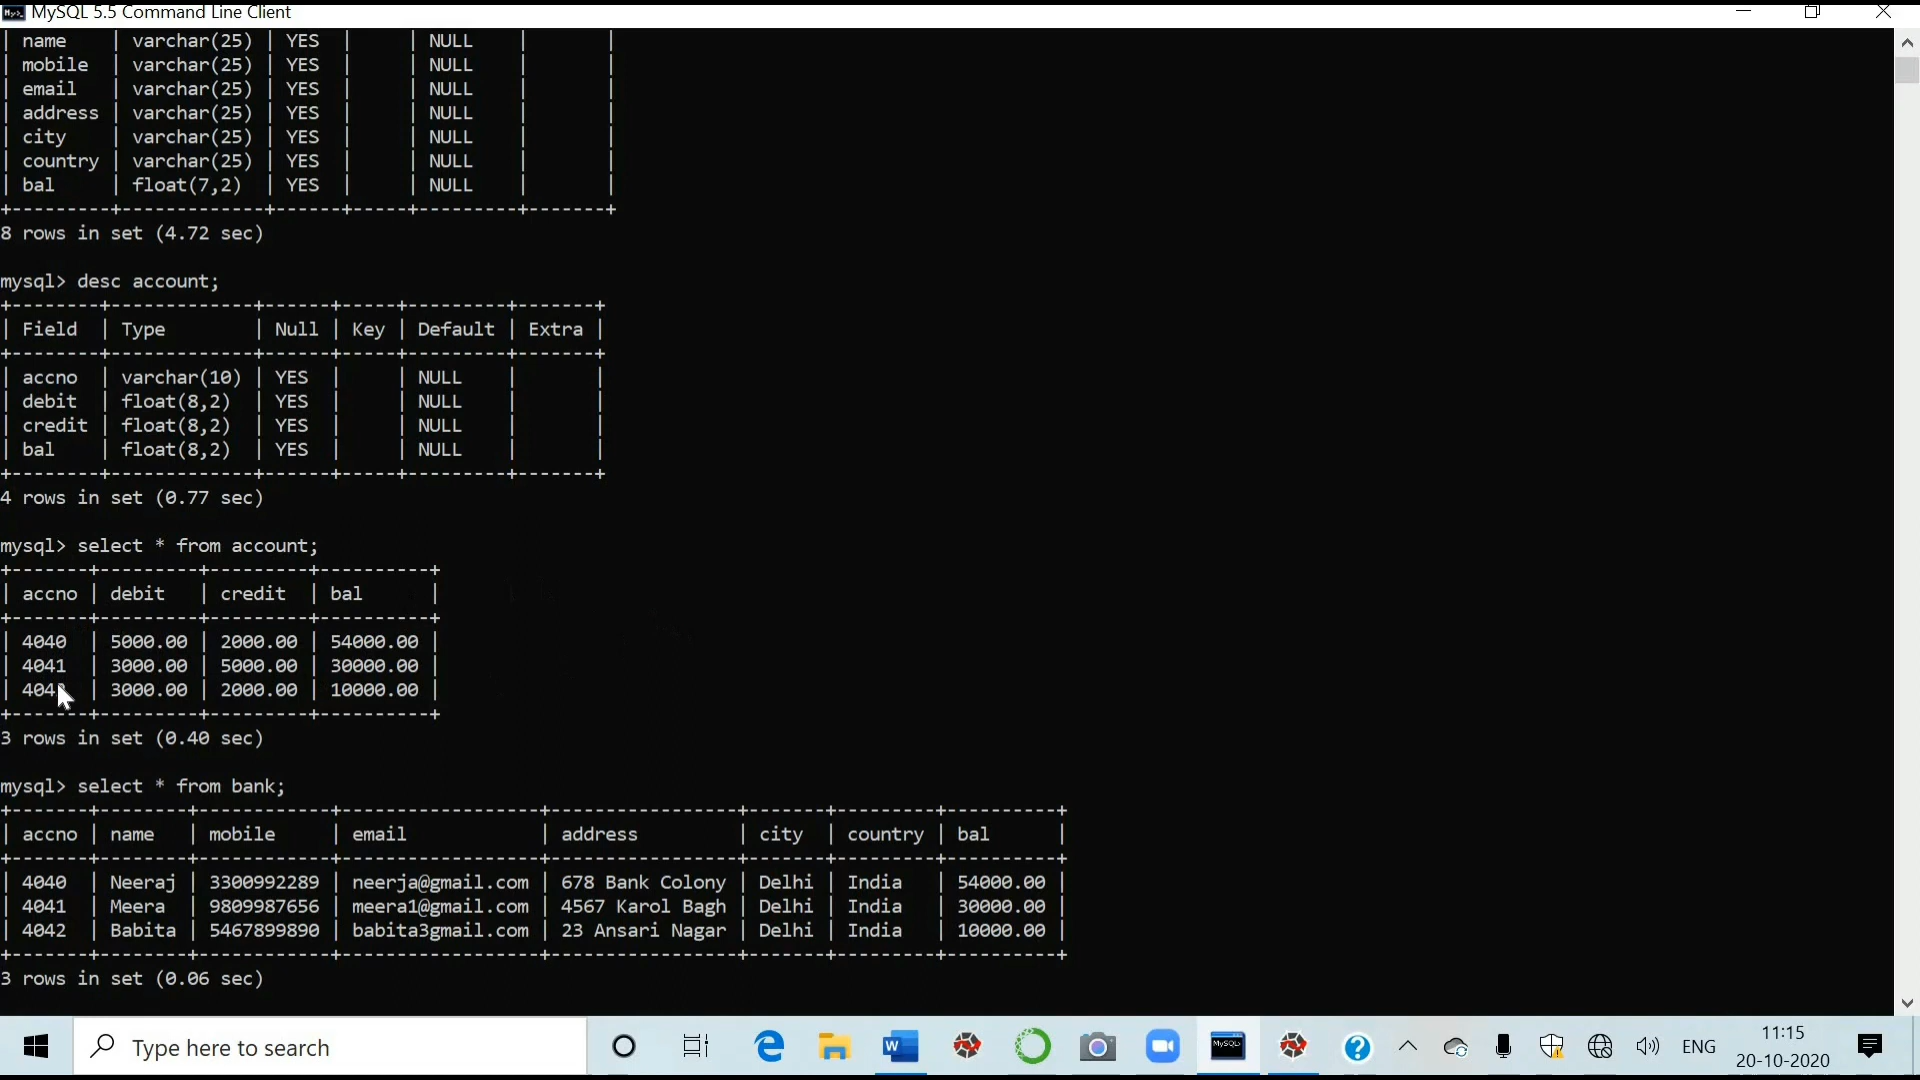 MySQL 5.5 Command Line Client
| name    | varchar(25) | YES  |     | NULL    |       |
| mobile  | varchar(25) | YES  |     | NULL    |       |
| email   | varchar(25) | YES  |     | NULL    |       |
| address | varchar(25) | YES  |     | NULL    |       |
| city    | varchar(25) | YES  |     | NULL    |       |
| country | varchar(25) | YES  |     | NULL    |       |
| bal     | float(7,2)  | YES  |     | NULL    |       |
+---------+-------------+------+-----+---------+-------+
8 rows in set (4.72 sec)
mysql> desc account;
+--------+-------------+------+-----+---------+-------+
| Field  | Type        | Null | Key | Default | Extra |
+--------+-------------+------+-----+---------+-------+
| accno  | varchar(10) | YES  |     | NULL    |       |
| debit  | float(8,2)  | YES  |     | NULL    |       |
| credit | float(8,2)  | YES  |     | NULL    |       |
| bal    | float(8,2)  | YES  |     | NULL    |       |
+--------+-------------+------+-----+---------+-------+
4 rows in set (0.77 sec)
mysql> select * from account;
+-------+---------+---------+----------+
| accno | debit   | credit  | bal      |
+-------+---------+---------+----------+
| 4040  | 5000.00 | 2000.00 | 54000.00 |
| 4041  | 3000.00 | 5000.00 | 30000.00 |
| | 3000.00 | 2000.00 | 10000.00 |
+-------+---------+---------+----------+
3 rows in set (0.40 sec)
mysql> select * from bank;
+-------+--------+------------+------------------+-----------------+-------+---------+----------+
| accno | name   | mobile     | email            | address         | city  | country | bal      |
+-------+--------+------------+------------------+-----------------+-------+---------+----------+
| 4040  | Neeraj | 3300992289 | neerja@gmail.com | 678 Bank Colony | Delhi | India   | 54000.00 |
| 4041  | Meera  | 9809987656 | meera1@gmail.com | 4567 Karol Bagh | Delhi | India   | 30000.00 |
| 4042  | Babita | 5467899890 | babita3gmail.com | 23 Ansari Nagar | Delhi | India   | 10000.00 |
+-------+--------+------------+------------------+-----------------+-------+---------+----------+
3 rows in set (0.06 sec)
Type here to search
ENG
11:15
20-10-2020